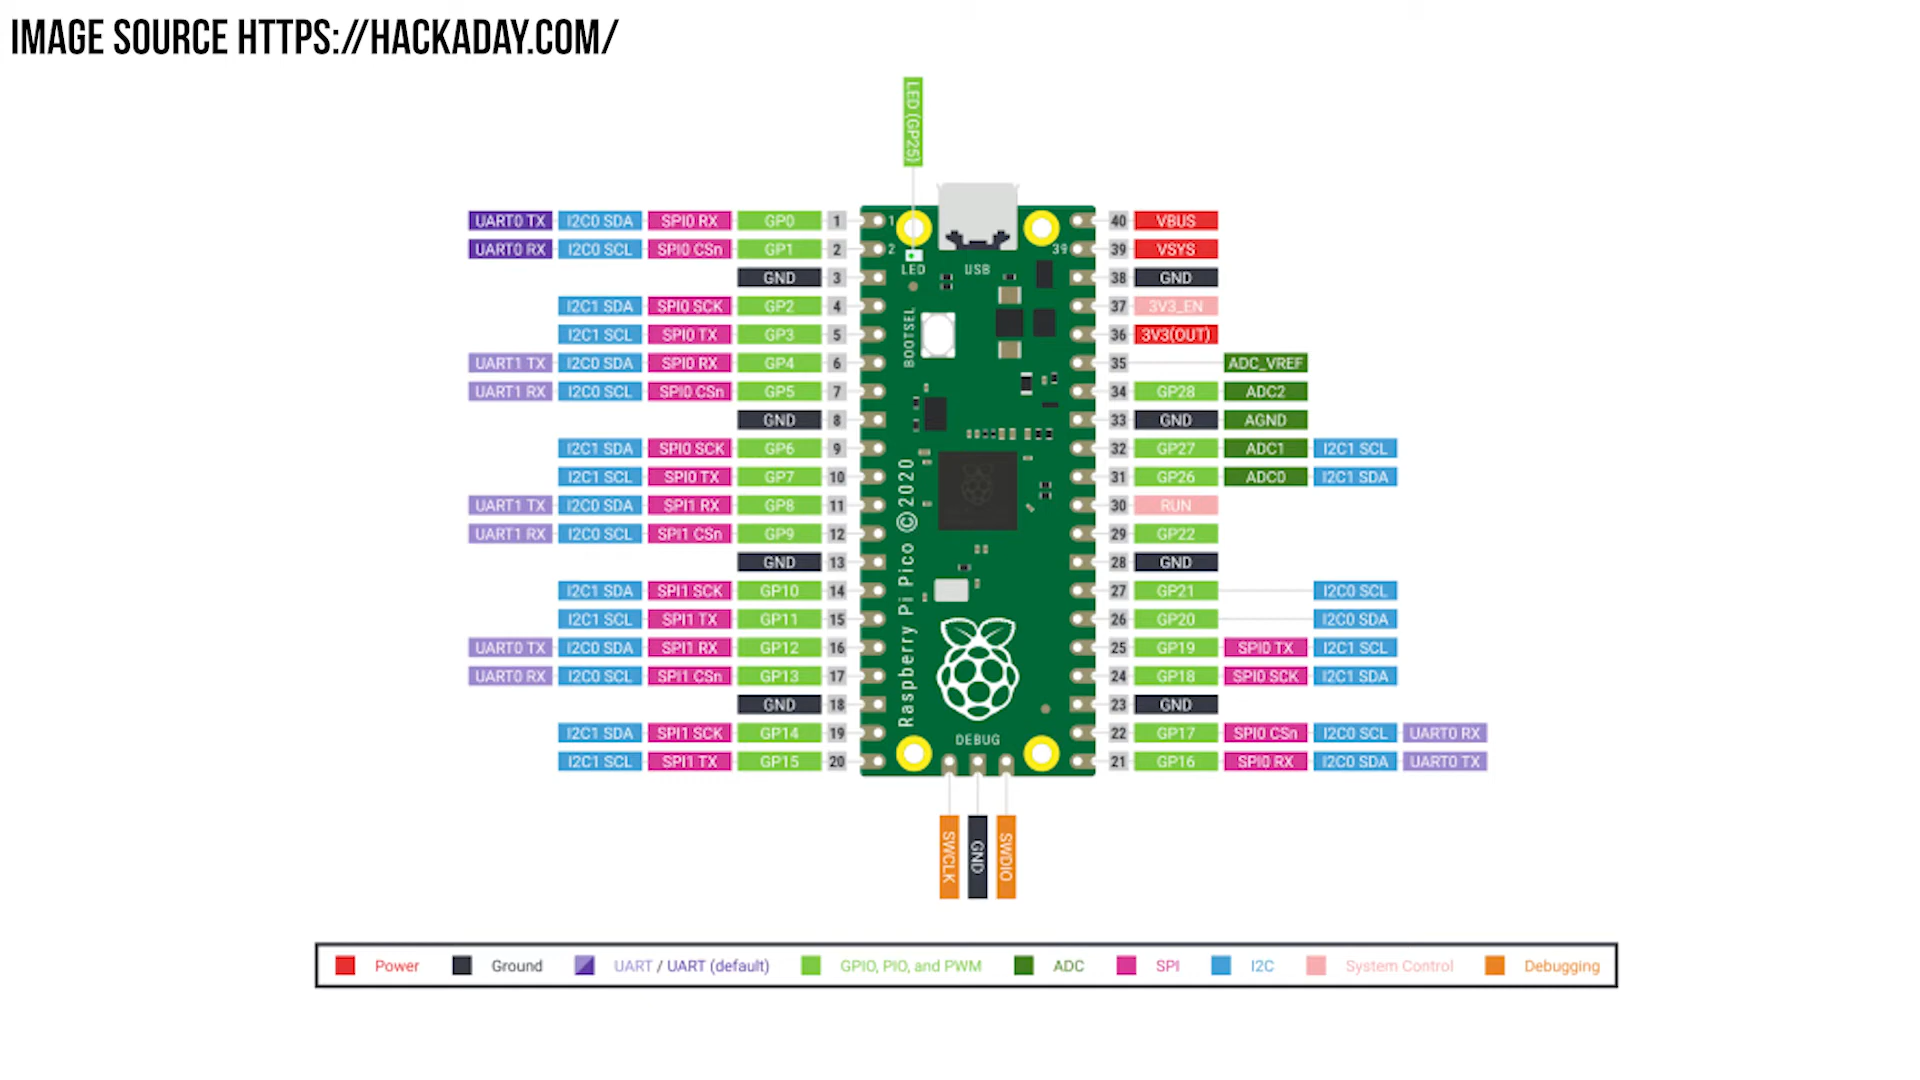 IMAGE SOURCE HTTPS://HACKADAY.COM/
LED (GP25)
UART0 TX I2C0 SDA SPI0 RX GP0 1 1 40 VBUS
UART0 RX I2C0 SCL SPI0 CSn GP1 2 2 39 39 VSYS
LED USB
GND 3 38 GND
I2C1 SDA SPI0 SCK GP2 4 37 3V3_EN
I2C1 SCL SPI0 TX GP3 5 BOOTSEL 36 3V3(OUT)
UART1 TX I2C0 SDA SPI0 RX GP4 6 35 ADC_VREF
UART1 RX I2C0 SCL SPI0 CSn GP5 7 34 GP28 ADC2
GND 8 33 GND AGND
I2C1 SDA SPI0 SCK GP6 9 32 GP27 ADC1 I2C1 SCL
I2C1 SCL SPI0 TX GP7 10 31 GP26 ADC0 I2C1 SDA
UART1 TX I2C0 SDA SPI1 RX GP8 11 30 RUN
UART1 RX I2C0 SCL SPI1 CSn GP9 12 29 GP22
GND 13 28 GND
Raspberry Pi Pico ©2020
I2C1 SDA SPI1 SCK GP10 14 27 GP21 I2C0 SCL
I2C1 SCL SPI1 TX GP11 15 26 GP20 I2C0 SDA
UART0 TX I2C0 SDA SPI1 RX GP12 16 25 GP19 SPI0 TX I2C1 SCL
UART0 RX I2C0 SCL SPI1 CSn GP13 17 24 GP18 SPI0 SCK I2C1 SDA
GND 18 23 GND
I2C1 SDA SPI1 SCK GP14 19 22 GP17 SPI0 CSn I2C0 SCL UART0 RX
DEBUG
I2C1 SCL SPI1 TX GP15 20 21 GP16 SPI0 RX I2C0 SDA UART0 TX
SWCLK GND SWDIO
Power Ground UART / UART (default) GPIO, PIO, and PWM ADC SPI I2C System Control Debugging